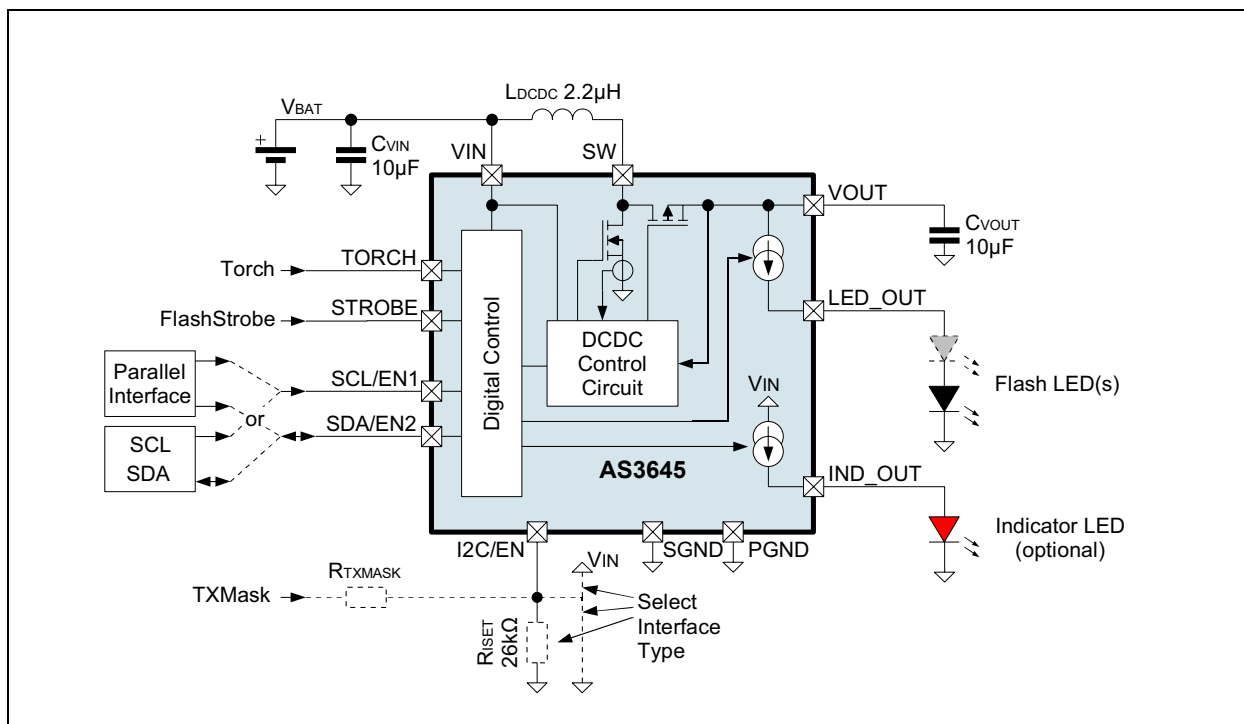 LDCDC 2.2µH
VBAT
+
CVIN
10µF
VIN
SW
VOUT
CVOUT
10µF
Torch
TORCH
FlashStrobe
STROBE
LED_OUT
Digital Control
DCDC
Control
Circuit
Parallel
Interface
SCL/EN1
or
SCL
SDA
SDA/EN2
VIN
Flash LED(s)
AS3645
IND_OUT
Indicator LED
(optional)
I2C/EN
SGND
PGND
VIN
TXMask
RTXMASK
RISET
26kΩ
Select
Interface
Type